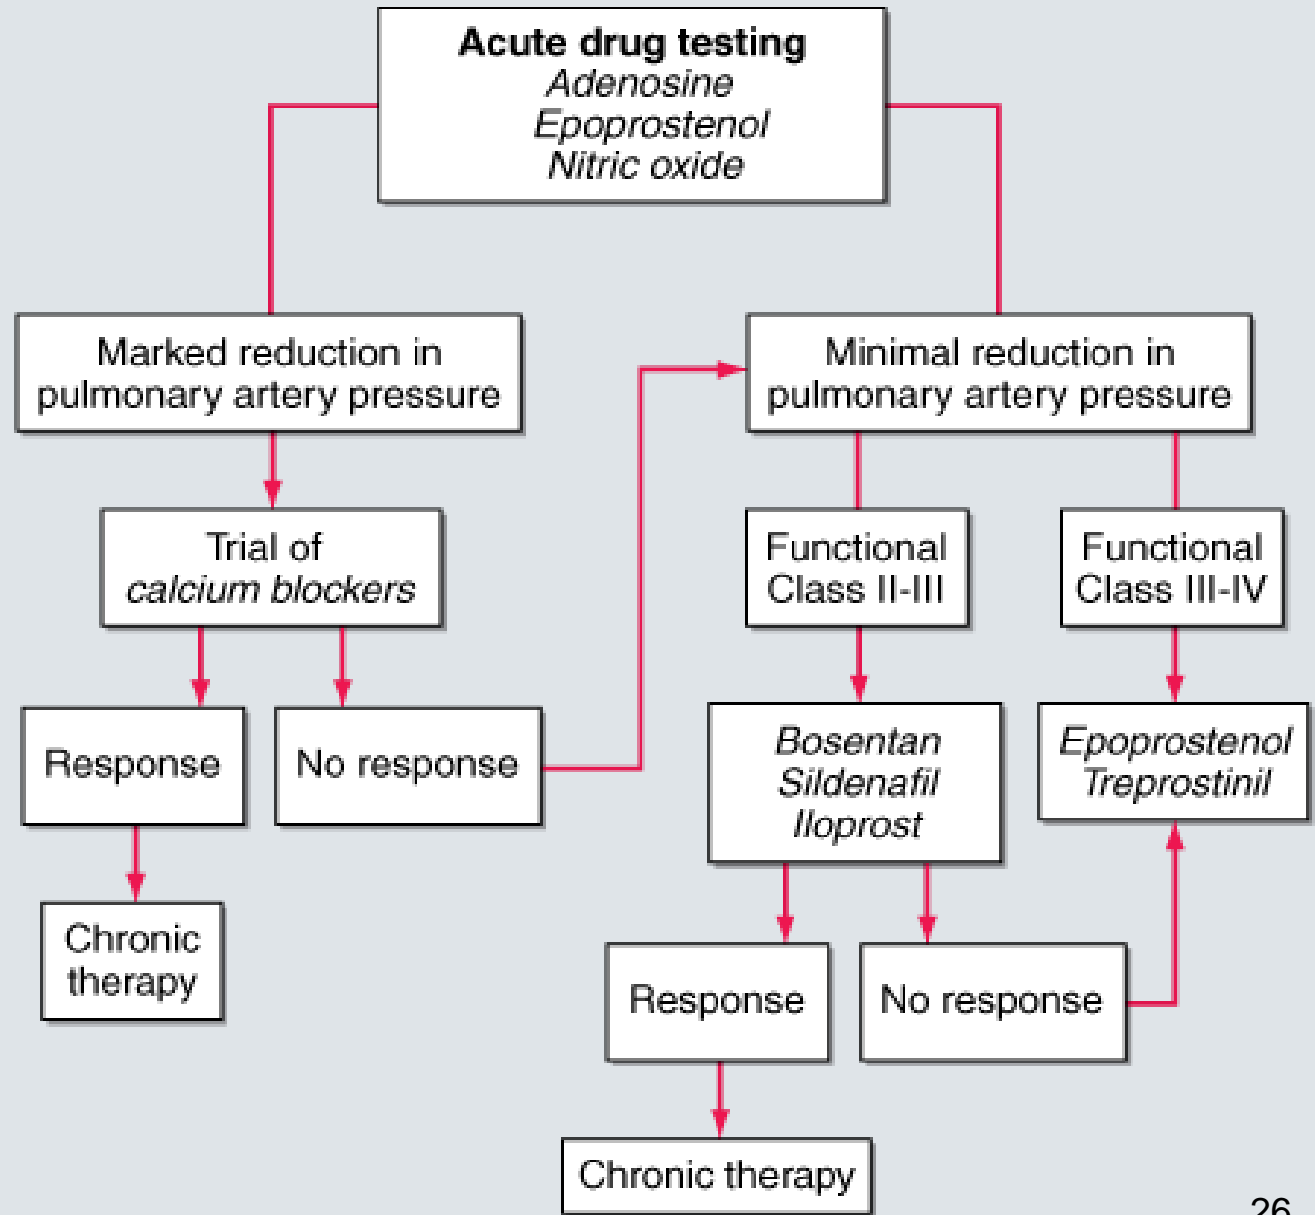 Acute drug testing
Adenosine
Epoprostenol
Nitric oxide
Marked reduction in
pulmonary artery pressure
Minimal reduction in
pulmonary artery pressure
Trial of
calcium blockers
Functional
Class II-III
Functional
Class III-IV
Response
No response
Bosentan
Sildenafil
Iloprost
Epoprostenol
Treprostinil
Chronic
therapy
Response
No response
Chronic therapy
26